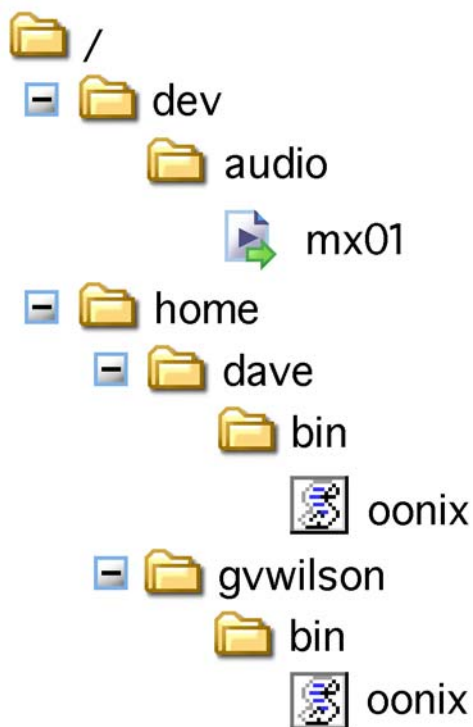 /
dev
audio
mx01
home
dave
bin
oonix
gvwilson
bin
oonix